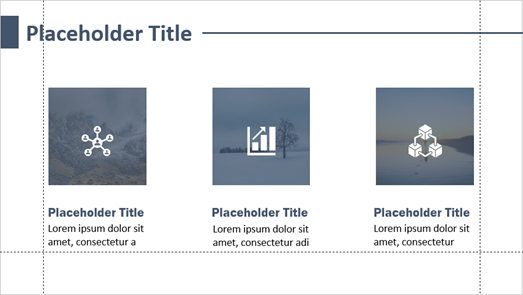 Placeholder Title
Placeholder Title
Lorem ipsum dolor sit
amet, consectetur a
Placeholder Title
Lorem ipsum dolor sit
amet, consectetur adi
Placeholder Title
Lorem ipsum dolor sit
amet, consectetur